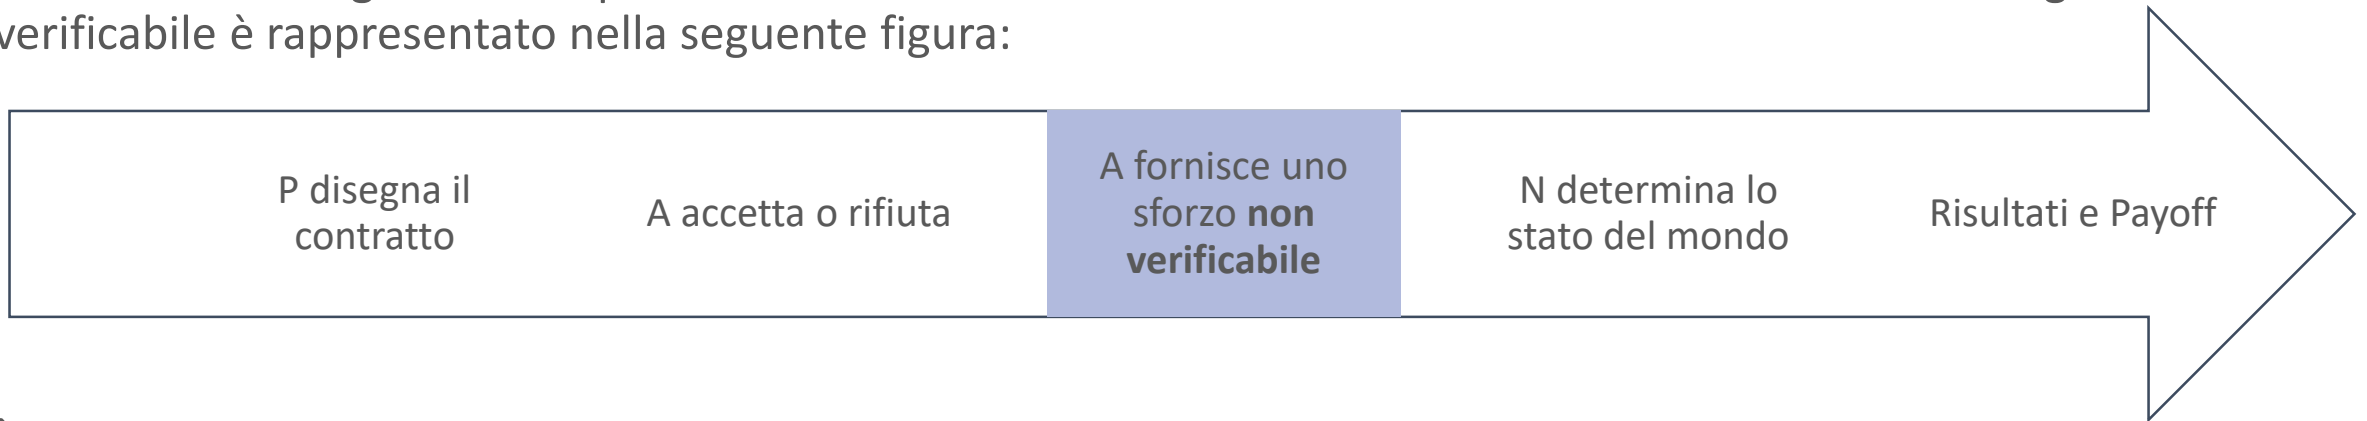 verificabile è rappresentato nella seguente figura:
P disegna il
contratto
A accetta o rifiuta
A fornisce uno
sforzo non
verificabile
N determina lo
stato del mondo
Risultati e Payoff